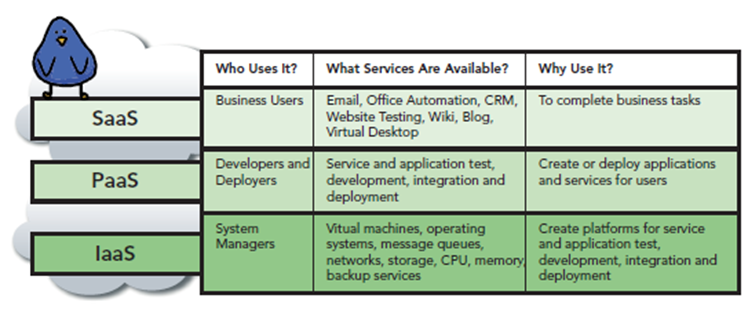 Who Uses It? What Services Are Available? Why Use It?
SaaS
Business Users
Email, Office Automation, CRM,
Website Testing, Wiki, Blog,
Virtual Desktop
To complete business tasks
PaaS
Developers and
Deployers
Service and application test,
development, integration and
deployment
Create or deploy applications
and services for users
IaaS
System
Managers
Vitual machines, operating
systems, message queues,
networks, storage, CPU, memory,
backup services
Create platforms for service
and application test,
development, integration and
deployment